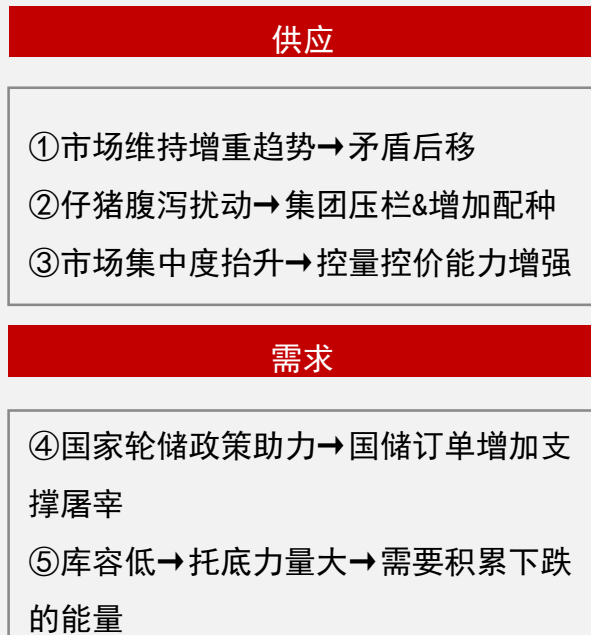 供应
①市场维持增重趋势→矛盾后移
②仔猪腹泻扰动→集团压栏&增加配种
③市场集中度抬升→控量控价能力增强
需求
④国家轮储政策助力→国储订单增加支
撑屠宰
⑤库容低→托底力量大→需要积累下跌
的能量